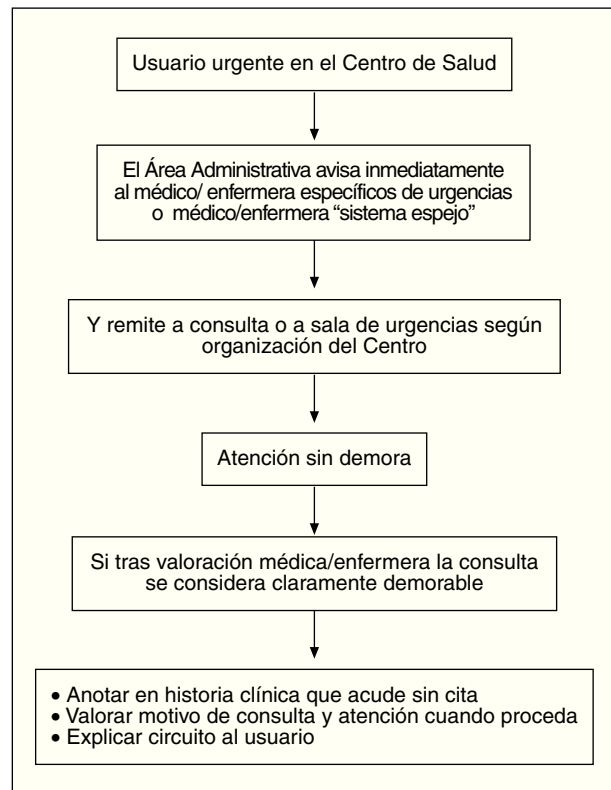 Usuario urgente en el Centro de Salud
El Área Administrativa avisa inmediatamente
al médico/ enfermera específicos de urgencias
o médico/enfermera “sistema espejo”
Y remite a consulta o a sala de urgencias según
organización del Centro
Atención sin demora
Si tras valoración médica/enfermera la consulta
se considera claramente demorable
• Anotar en historia clínica que acude sin cita
• Valorar motivo de consulta y atención cuando proceda
• Explicar circuito al usuario